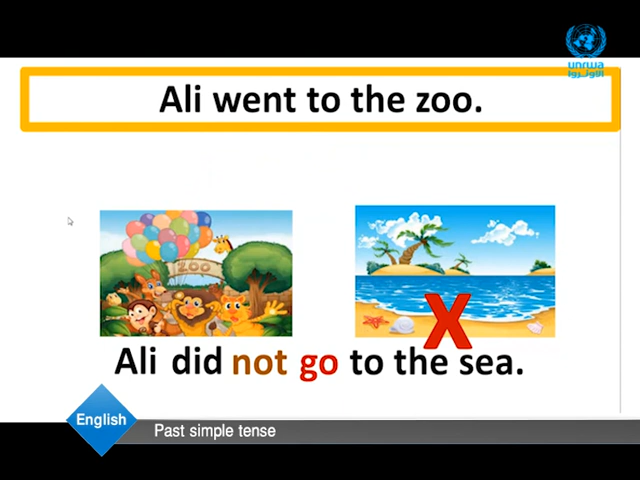 unrwa
الأونروا
Ali went to the zoo.
ZOO
X
Ali did not go to the sea.
English
Past simple tense